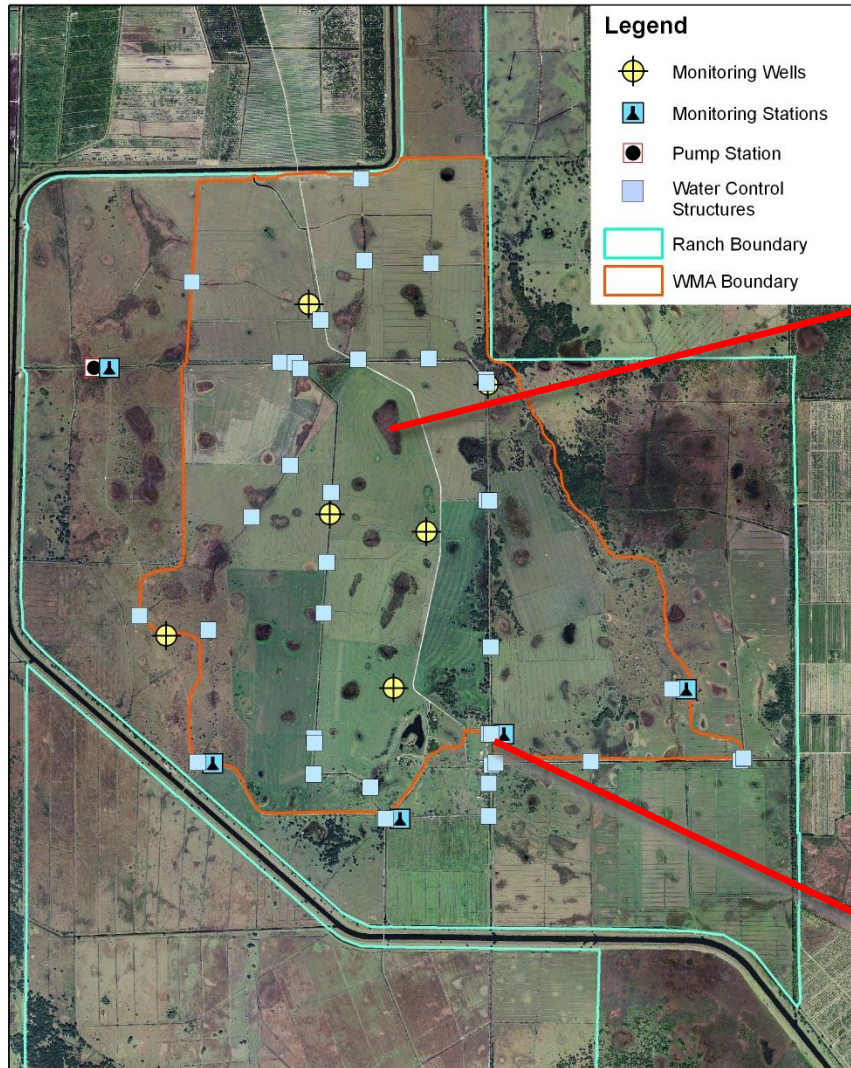 Legend
Monitoring Wells
Monitoring Stations
Pump Station
Water Control
Structures
Ranch Boundary
WMA Boundary